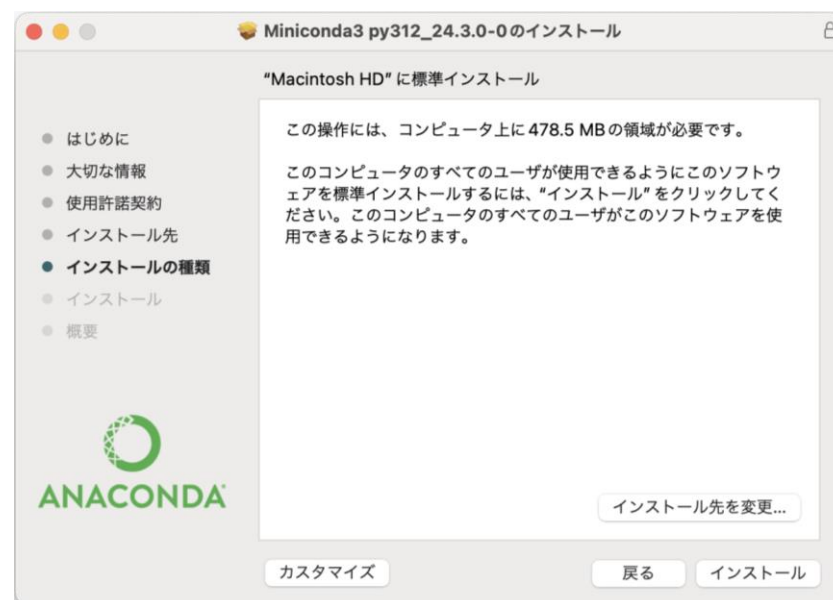 Miniconda3 py312_24.3.0-0のインストール
“Macintosh HD” に標準インストール
はじめに
大切な情報
使用許諾契約
インストール先
インストールの種類
インストール
概要
ANACONDA
この操作には、コンピュータ上に478.5 MBの領域が必要です。
このコンピュータのすべてのユーザが使用できるようにこのソフトウ
ェアを標準インストールするには、“インストール” をクリックしてく
ださい。このコンピュータのすべてのユーザがこのソフトウェアを使
用できるようになります。
インストール先を変更...
カスタマイズ
戻る
インストール